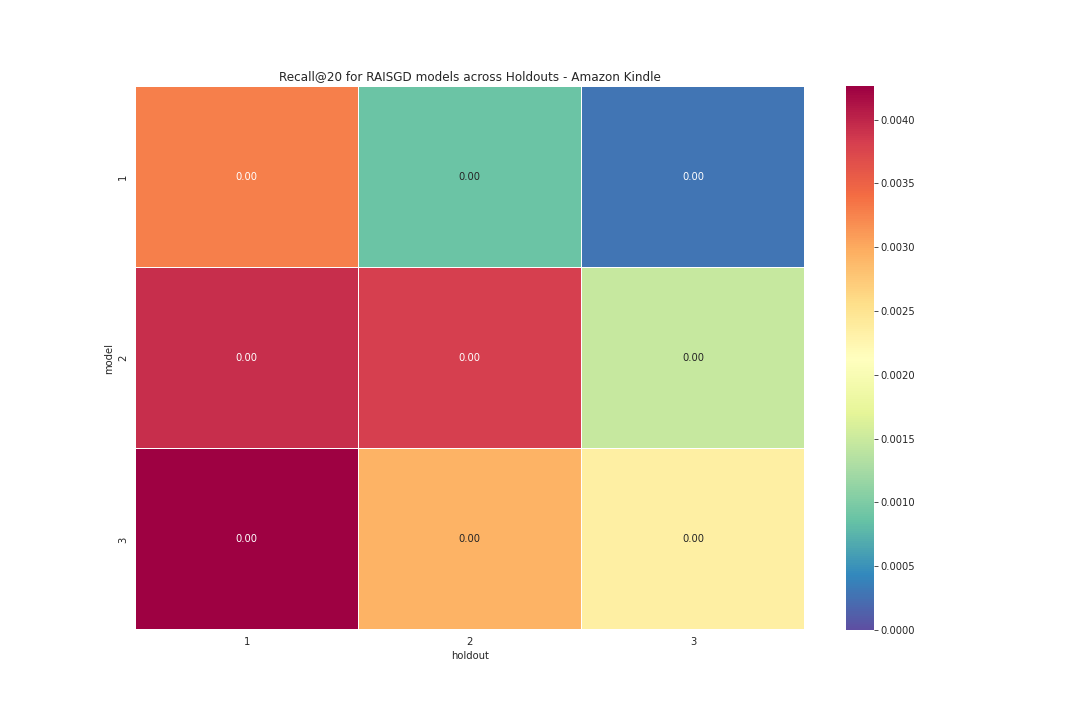 Recall@20 for RAISGD models across Holdouts - Amazon Kindle
0.00 0.00 0.00
0.00 0.00 0.00
0.00 0.00 0.00
1
2
3
model
1 2 3
holdout
0.0040
0.0035
0.0030
0.0025
0.0020
0.0015
0.0010
0.0005
0.0000